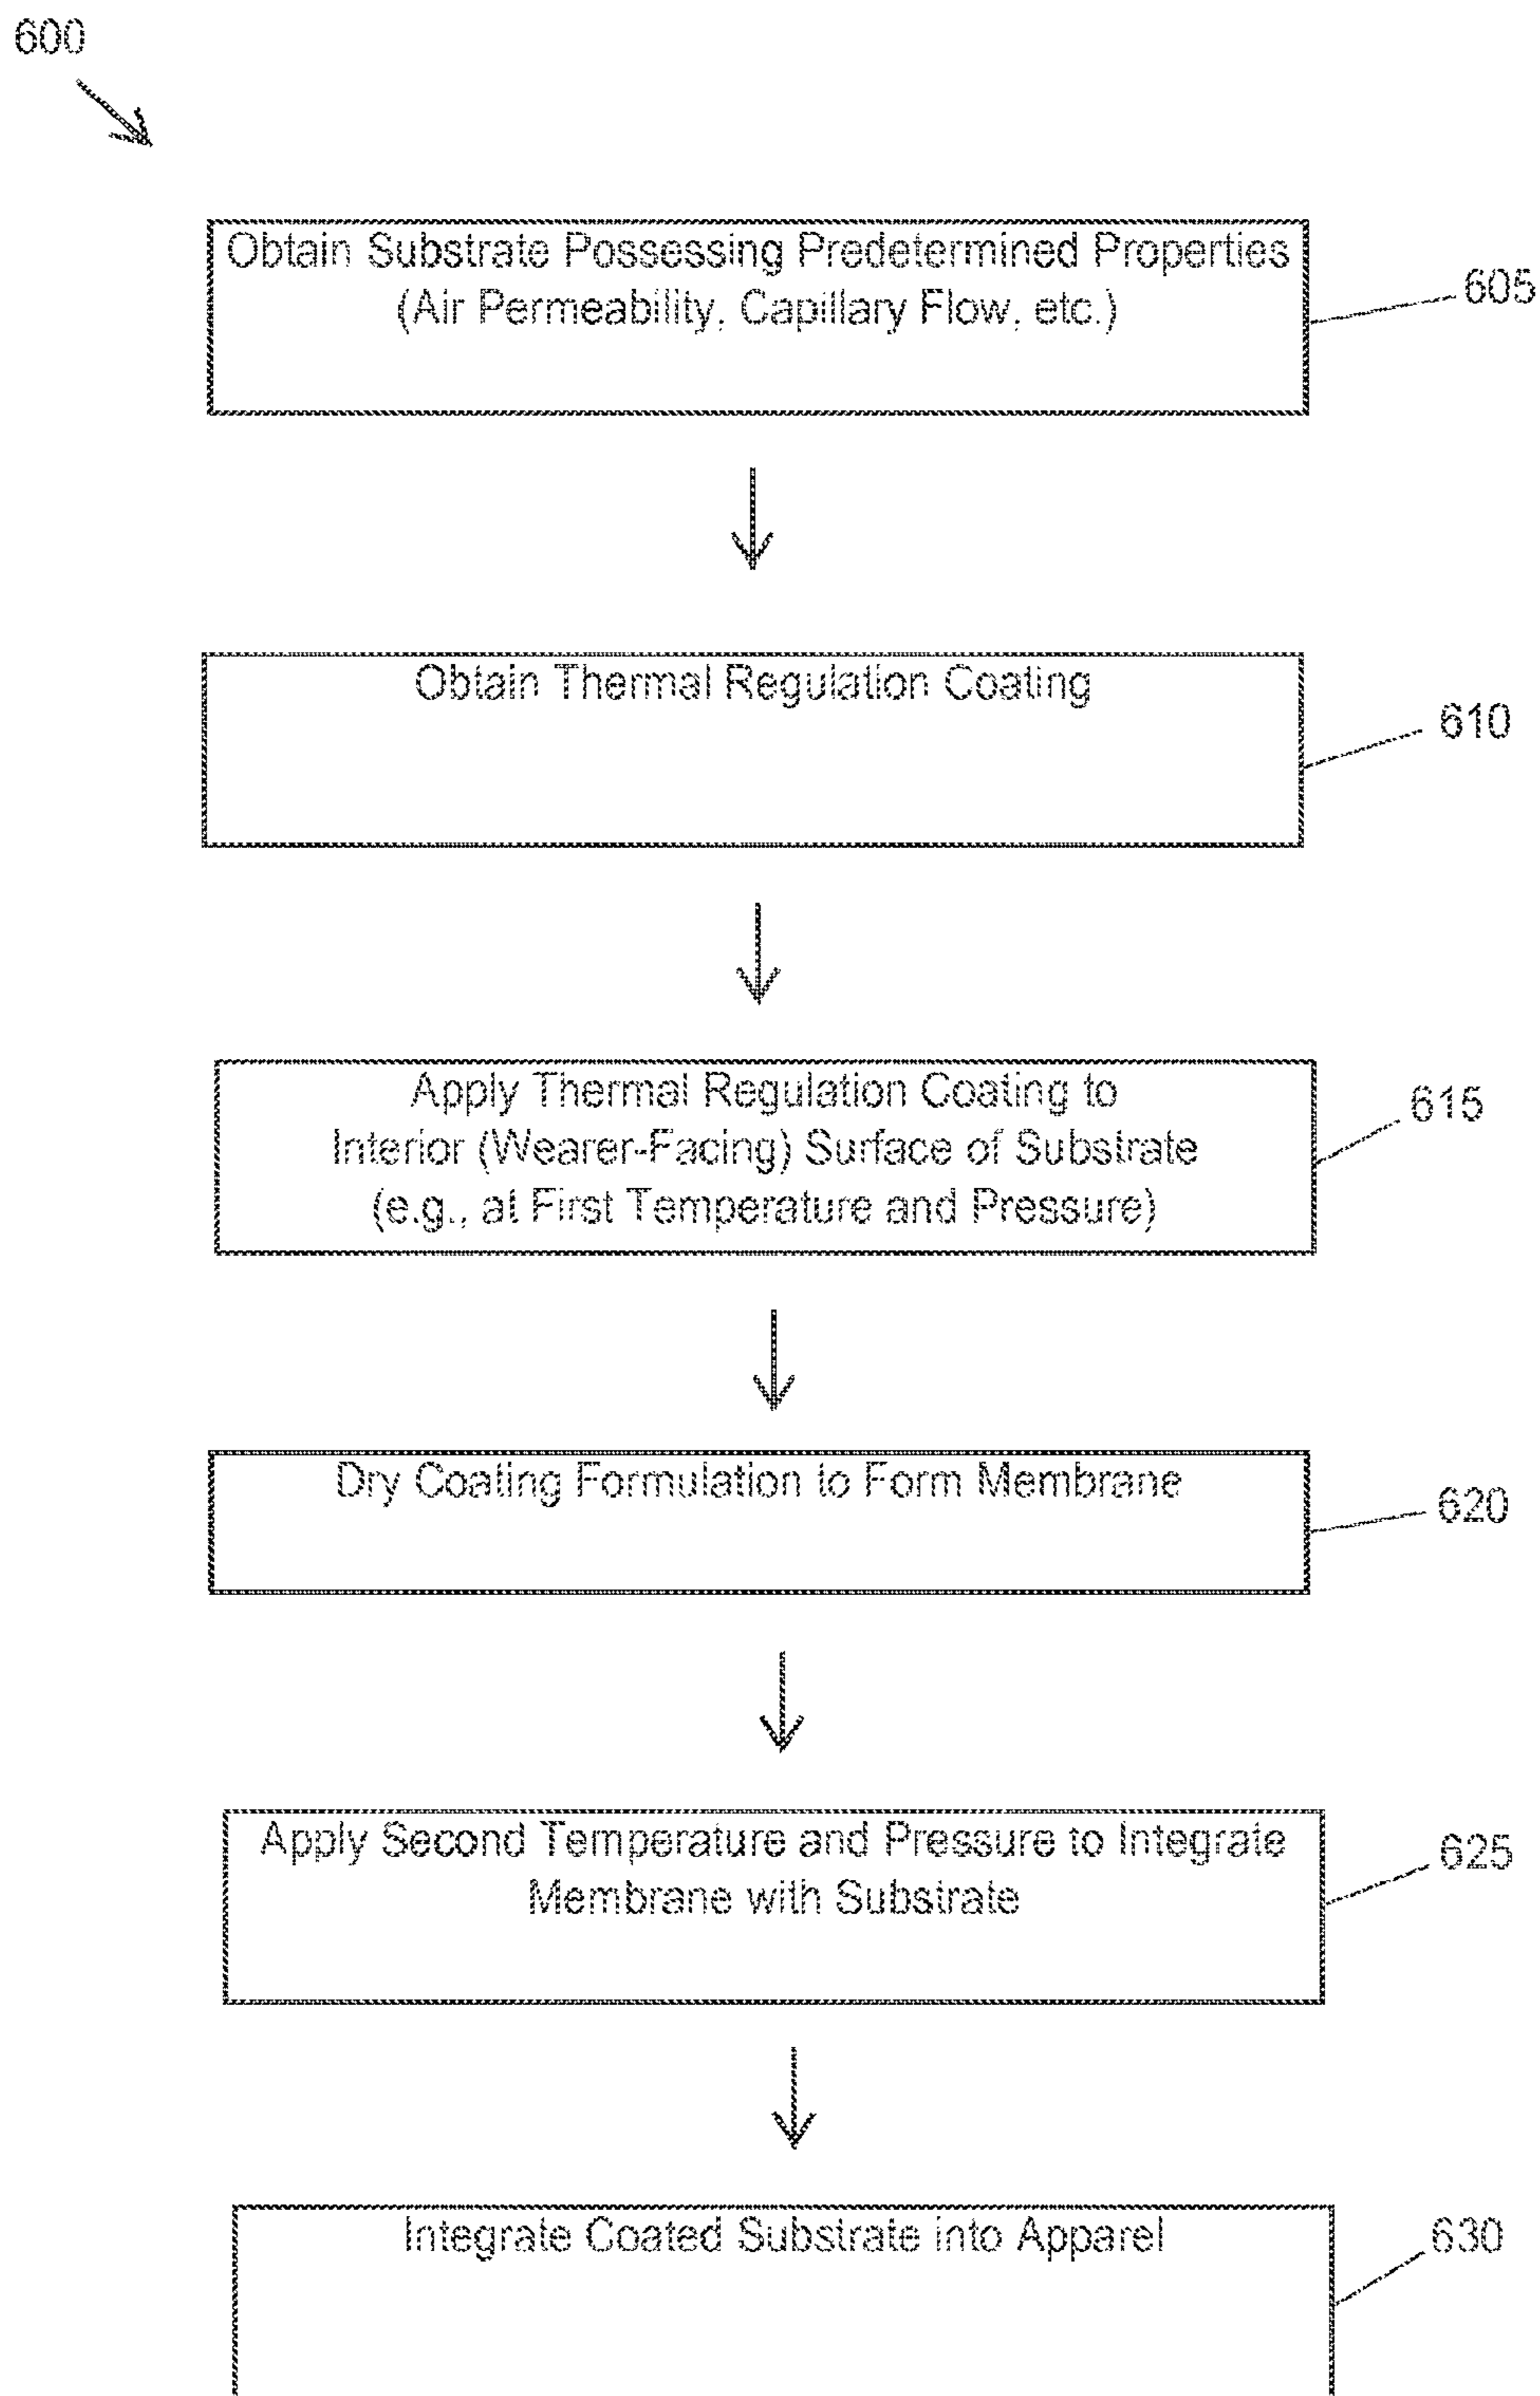 600
Obtain Substrate Possessing Predetermined Properties
(Air Permeability, Capillary Flow, etc.)
605
Obtain Thermal Regulation Coating
610
Apply Thermal Regulation Coating to
Interior (Wearer-Facing) Surface of Substrate
(e.g., at First Temperature and Pressure)
615
Dry Coating Formulation to Form Membrane
620
Apply Second Temperature and Pressure to Integrate
Membrane with Substrate
625
Integrate Coated Substrate into Apparel
630